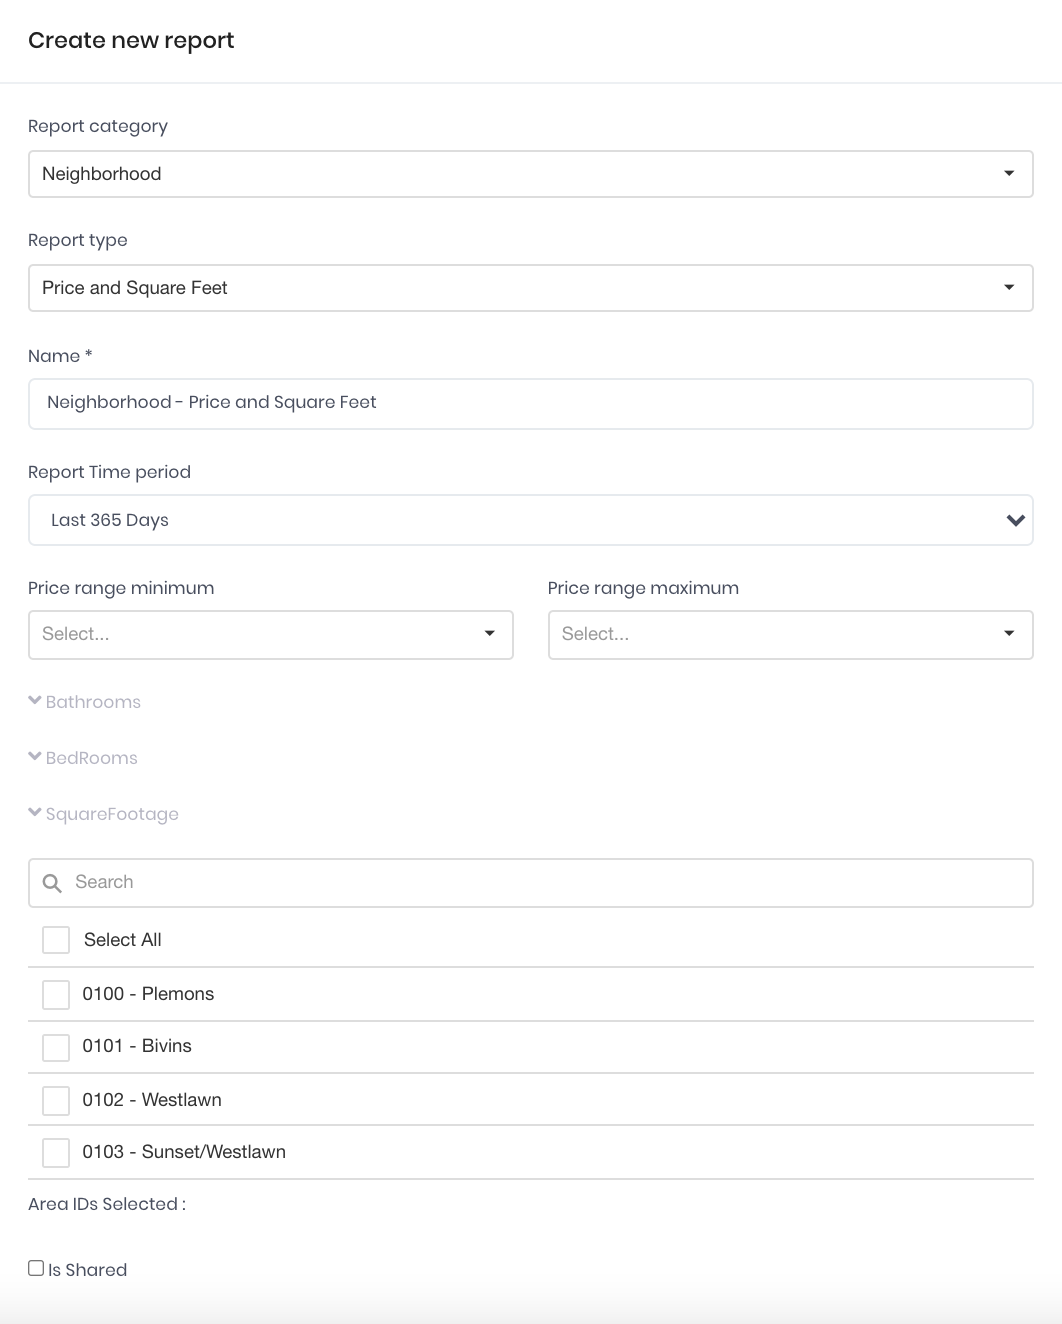 Create new report
Report category
Neighborhood
Report type
Price and Square Feet
Name *
Neighborhood - Price and Square Feet
Report Time period
Last 365 Days
Price range minimum
Price range maximum
Select...
Select...
Bathrooms
BedRooms
SquareFootage
Search
Select All
0100 - Plemons
0101 - Bivins
0102 - Westlawn
0103 - Sunset/Westlawn
Area IDs Selected :
Is Shared